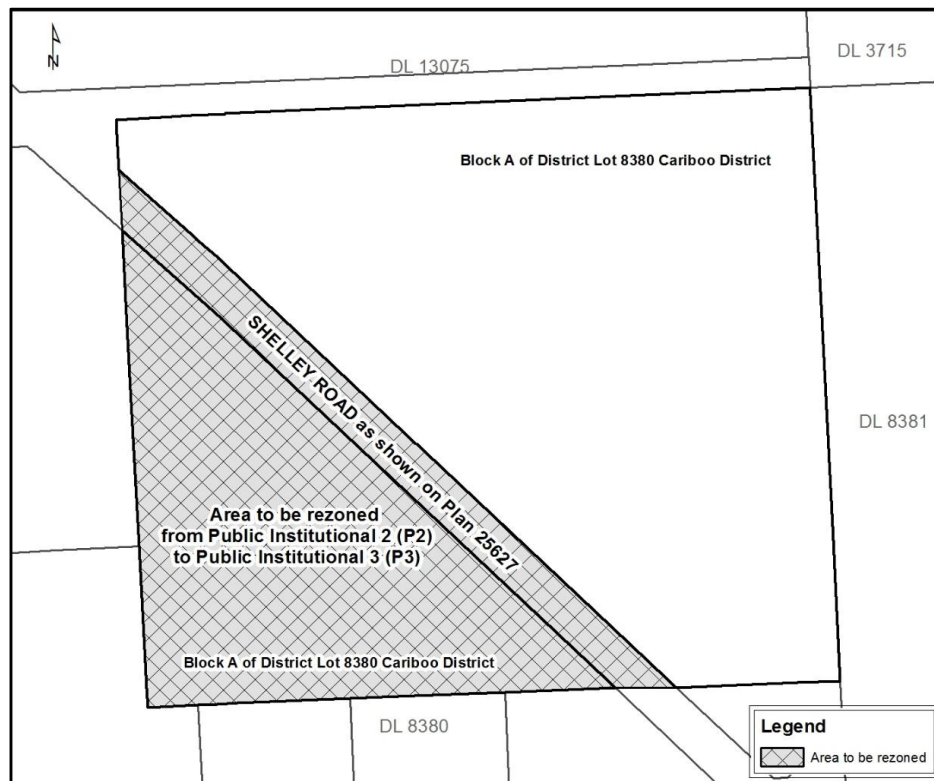 N
DL 13075
DL 3715
Block A of District Lot 8380 Cariboo District
SHELLEY ROAD as shown on Plan 25627
DL 8381
Area to be rezoned
from Public Institutional 2 (P2)
to Public Institutional 3 (P3)
Block A of District Lot 8380 Cariboo District
DL 8380
Legend
Area to be rezoned